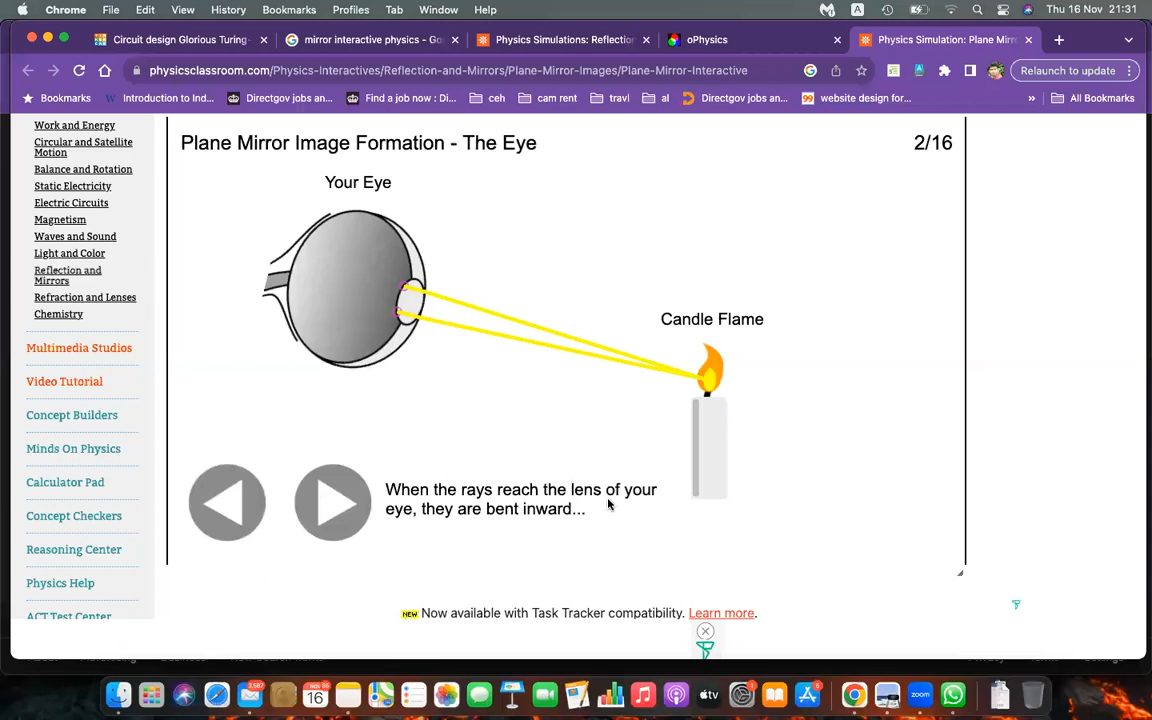 Chrome File Edit View History Bookmarks Profiles Tab Window Help A Thu 16 Nov 21:31
Circuit design Glorious Turing- mirror interactive physics - Go Physics Simulations: Reflection oPhysics Physics Simulation: Plane Mirr
physicsclassroom.com/Physics-Interactives/Reflection-and-Mirrors/Plane-Mirror-Images/Plane-Mirror-Interactive Relaunch to update
Bookmarks Introduction to Ind... Directgov jobs an... Find a job now : Di... ceh cam rent travl al Directgov jobs an... 99 website design for... » All Bookmarks
Work and Energy
Circular and Satellite
Motion
Balance and Rotation
Static Electricity
Electric Circuits
Magnetism
Waves and Sound
Light and Color
Reflection and
Mirrors
Refraction and Lenses
Chemistry
Multimedia Studios
Video Tutorial
Concept Builders
Minds On Physics
Calculator Pad
Concept Checkers
Reasoning Center
Physics Help
ACT Test Center
Plane Mirror Image Formation - The Eye 2/16
Your Eye
Candle Flame
When the rays reach the lens of your
eye, they are bent inward...
NEW Now available with Task Tracker compatibility. Learn more.
2,587 NOV 16 zoom